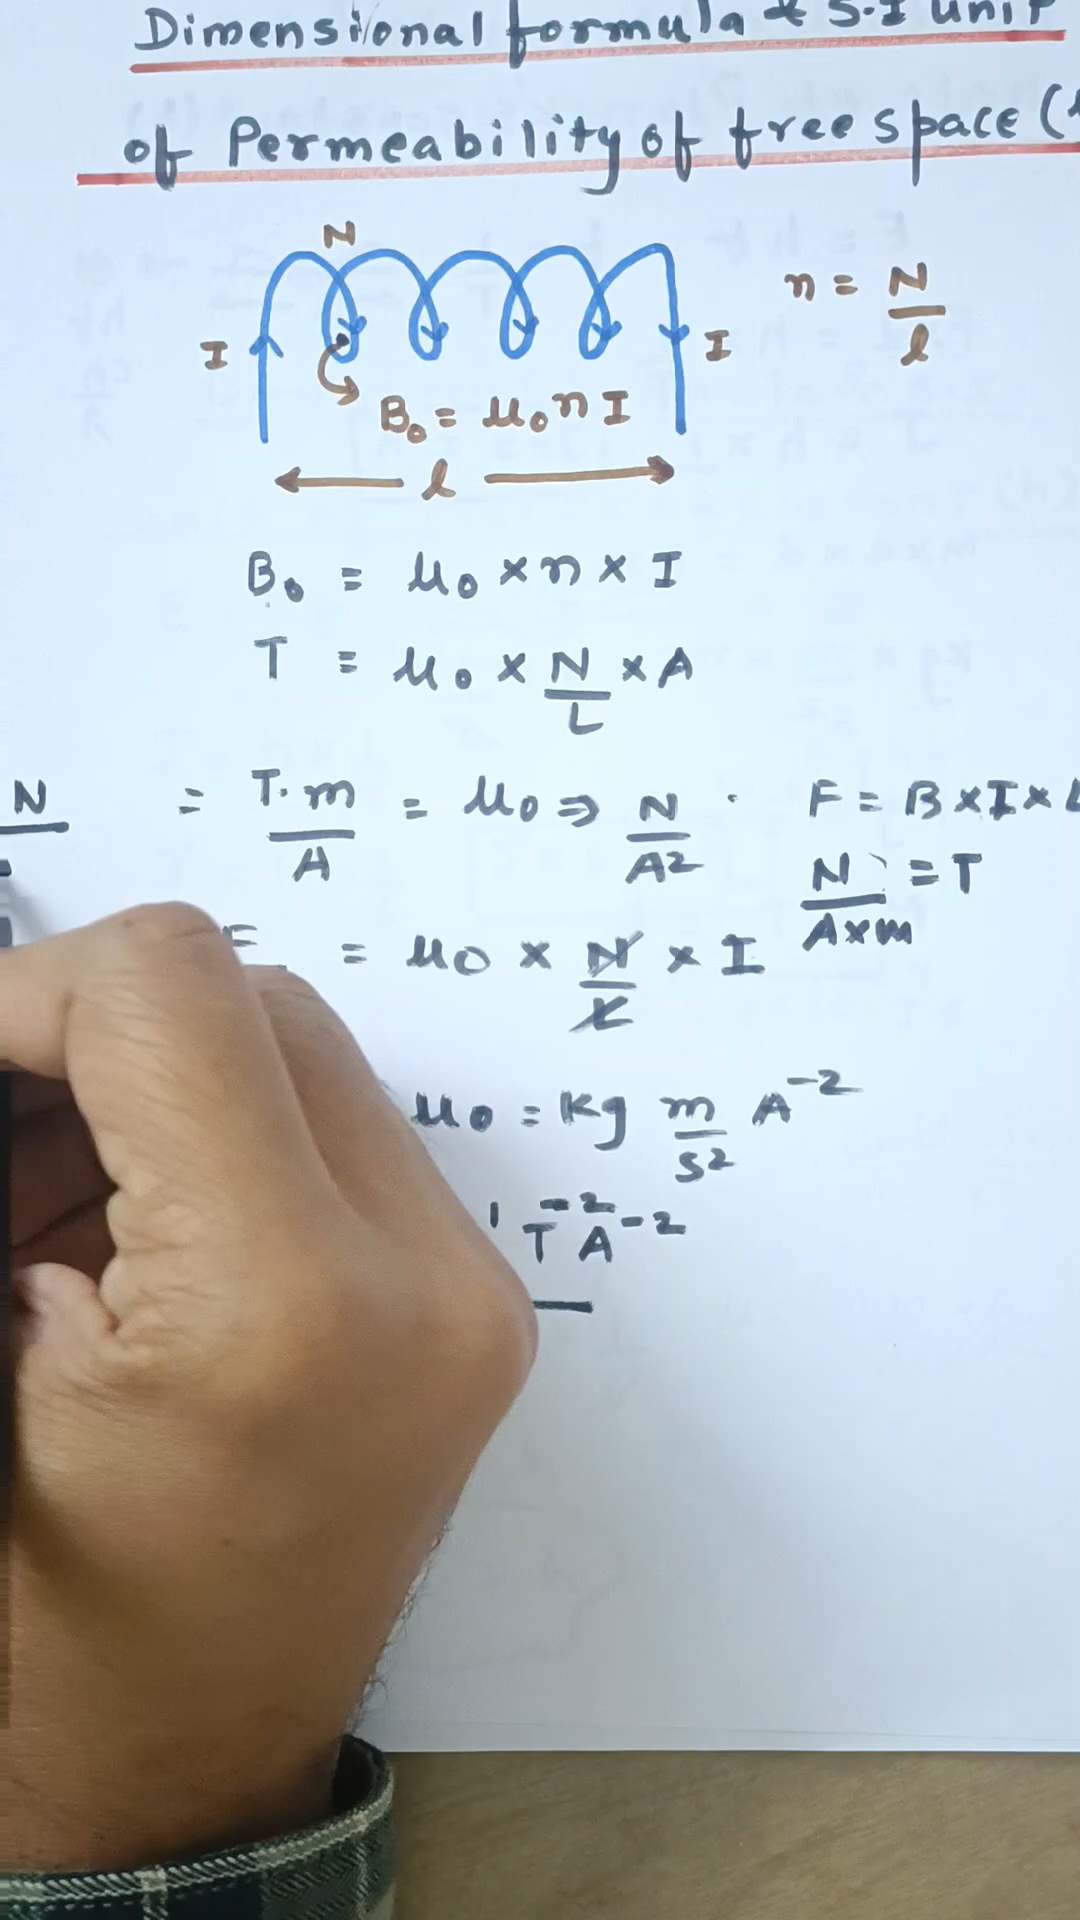 Dimensional formula & S.I unit
of Permeability of free space (
N
n = N/l
I
I
B₀ = μ₀ n I
l
B₀ = μ₀ × n × I
T = μ₀ × N/L × A
N
= T.m/A = μ₀ ⇒ N/A²
F = B × I × L
N/A×m = T
F = μ₀ × N/l × I
μ₀ = kg m/s² A⁻²
T⁻² A⁻²